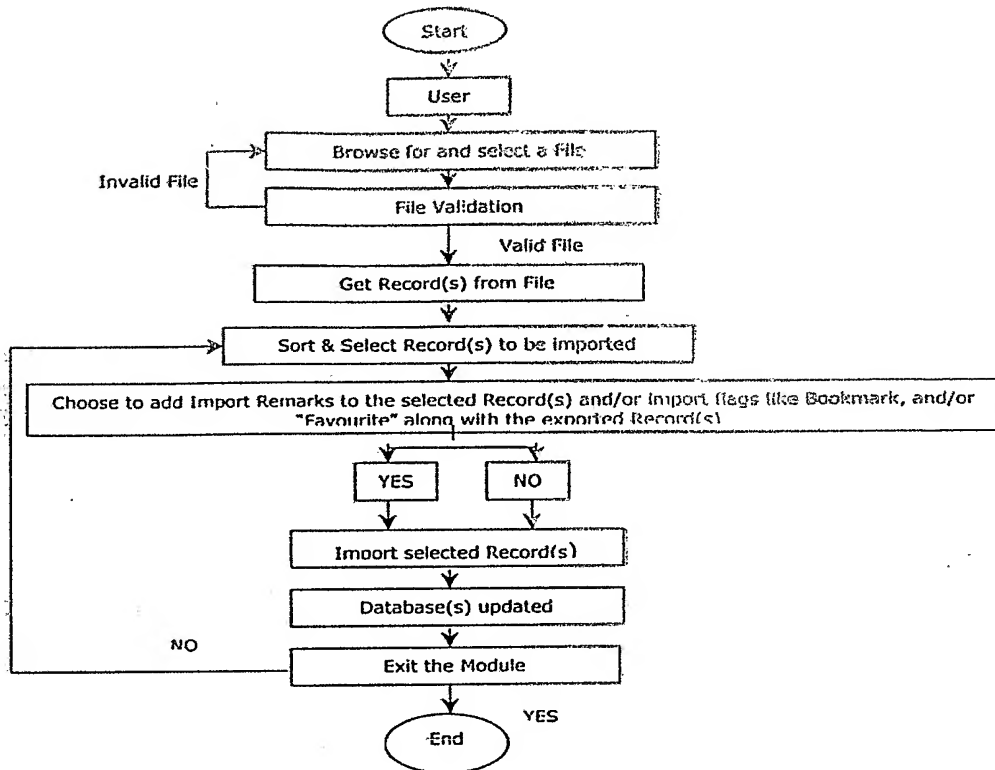 Start
User
Browse for and select a File
Invalid File
File Validation
Valid File
Get Record(s) from File
Sort & Select Record(s) to be imported
Choose to add Import Remarks to the selected Record(s) and/or Import flags like Bookmark, and/or
"Favourite" along with the exported Record(s)
YES
NO
Import selected Record(s)
Database(s) updated
NO
Exit the Module
YES
End